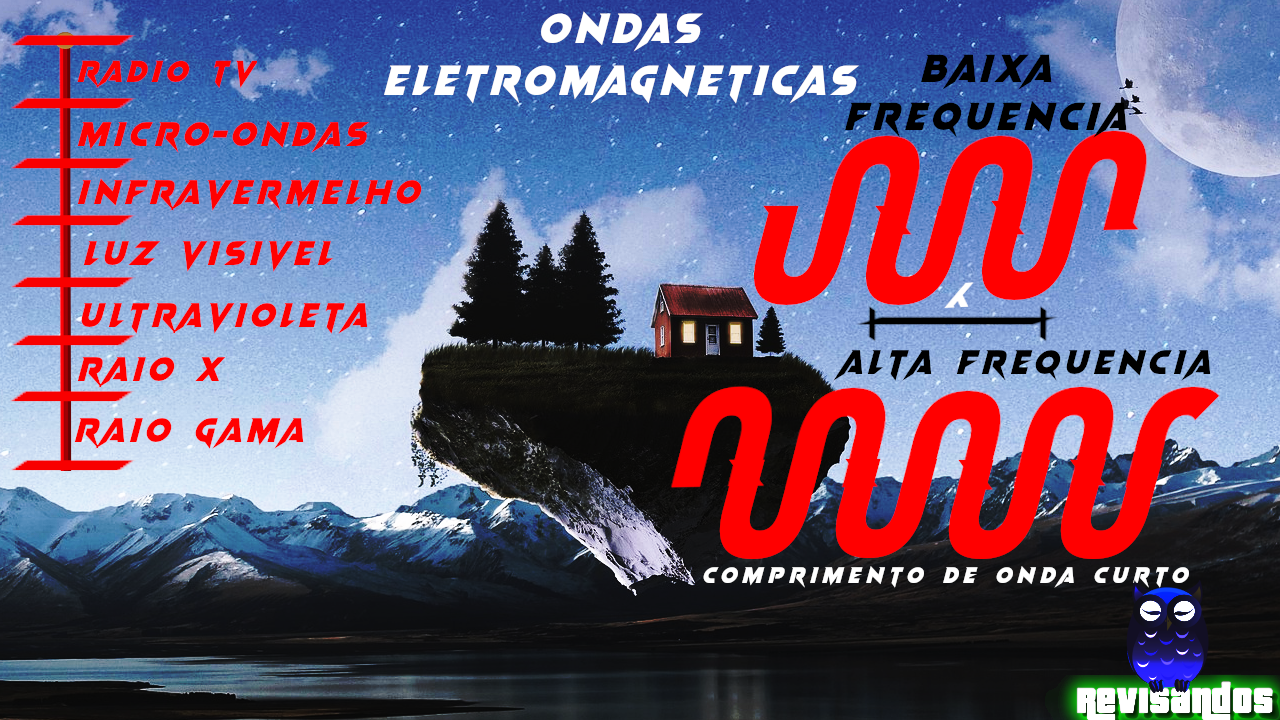 ONDAS
ELETROMAGNETICAS
RADIO TV
MICRO-ONDAS
INFRAVERMELHO
LUZ VISIVEL
ULTRAVIOLETA
RAIO X
RAIO GAMA
BAIXA
FREQUENCIA
ALTA FREQUENCIA
COMPRIMENTO DE ONDA CURTO
REVISANDOS